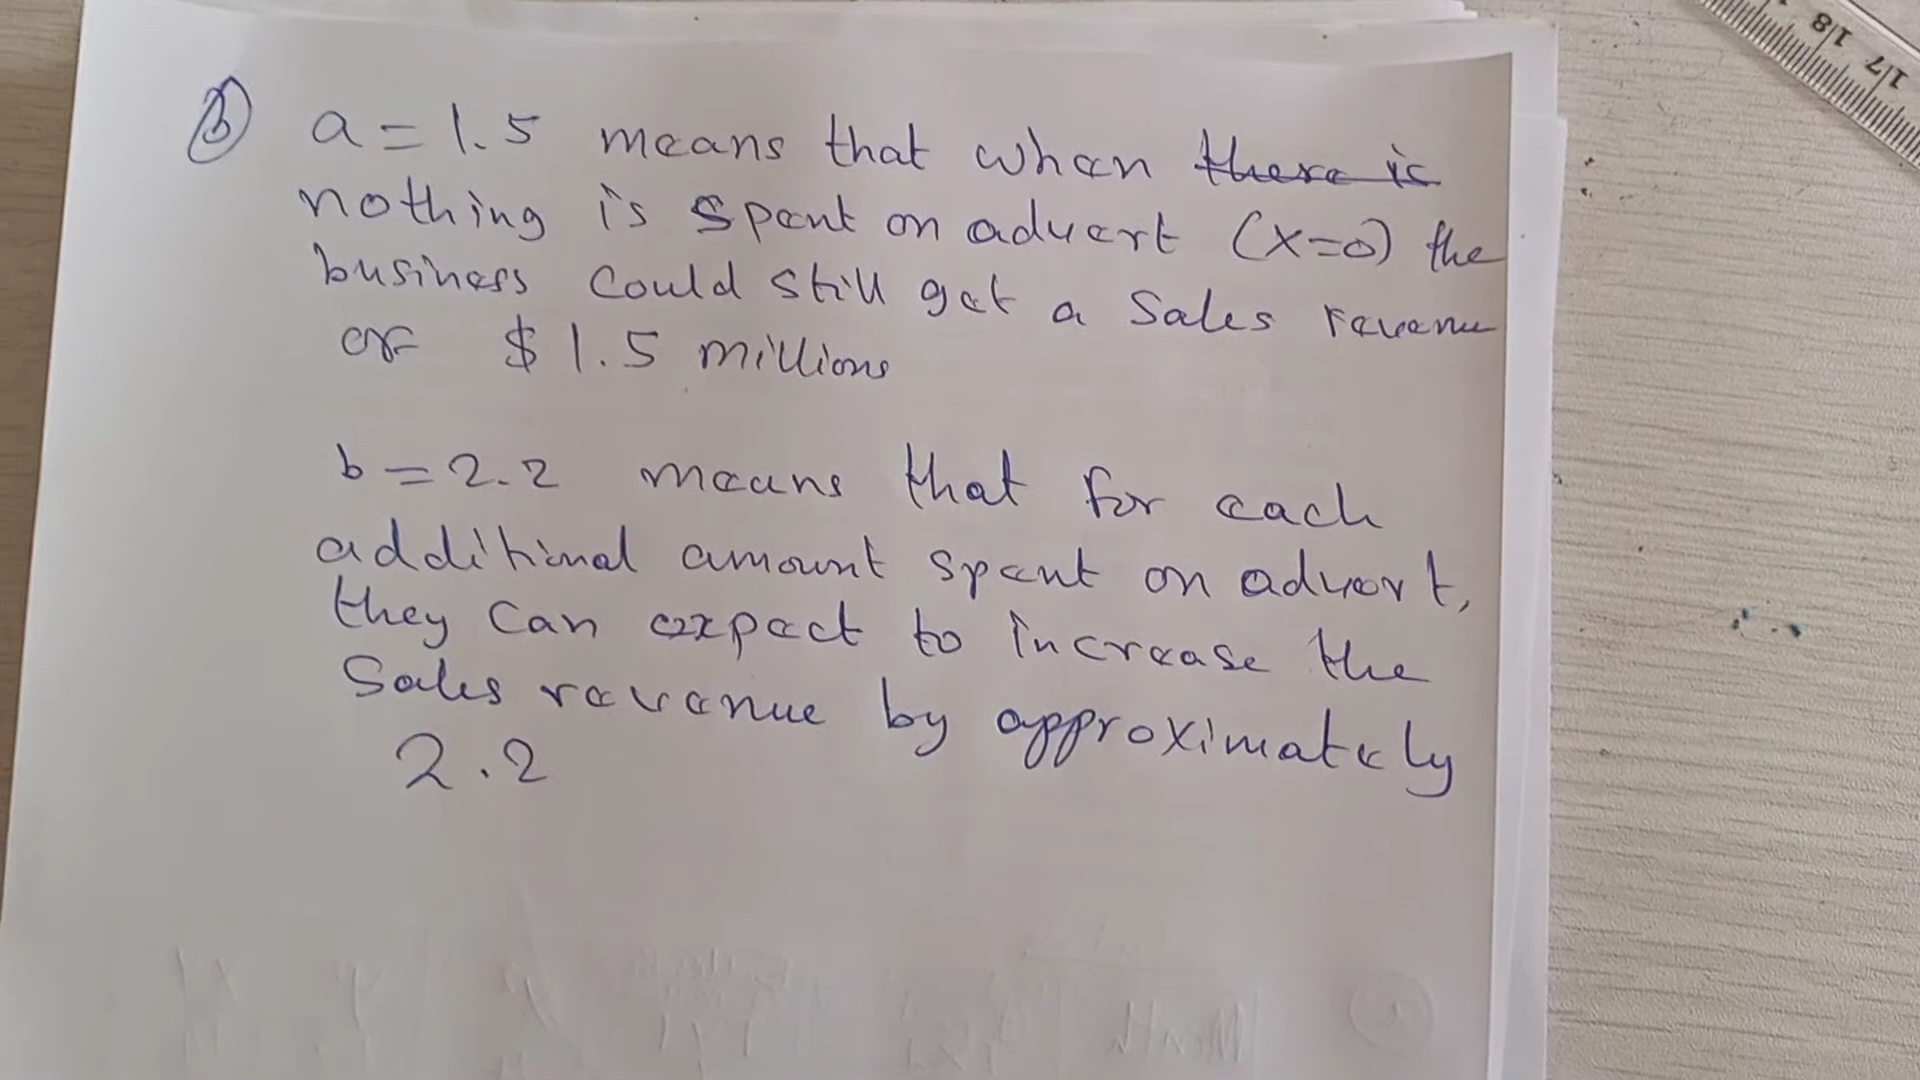 b a = 1.5 means that when there is
nothing is spent on advert (x=0) the
business could still get a Sales revenue
of $1.5 millions
b = 2.2 means that for each
additional amount spent on advert,
they can expect to increase the
Sales revenue by approximately
2.2
18
17